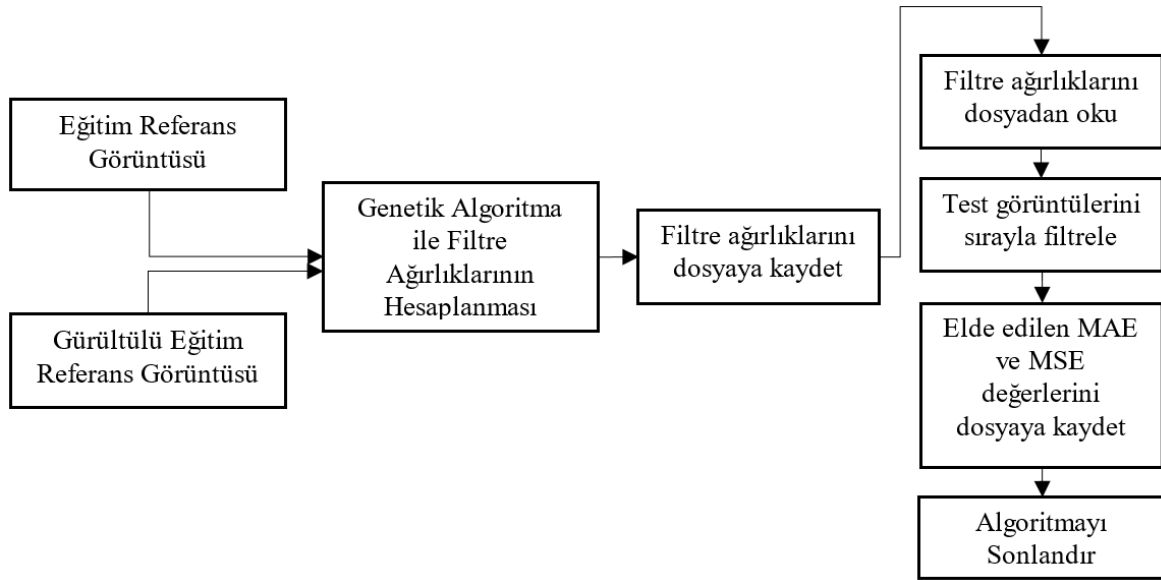 Eğitim Referans
Görüntüsü
Gürültülü Eğitim
Referans Görüntüsü
Genetik Algoritma
ile Filtre
Ağırlıklarının
Hesaplanması
Filtre ağırlıklarını
dosyaya kaydet
Filtre ağırlıklarını
dosyadan oku
Test görüntülerini
sırayla filtrele
Elde edilen MAE
ve MSE
değerlerini
dosyaya kaydet
Algoritmayı
Sonlandır